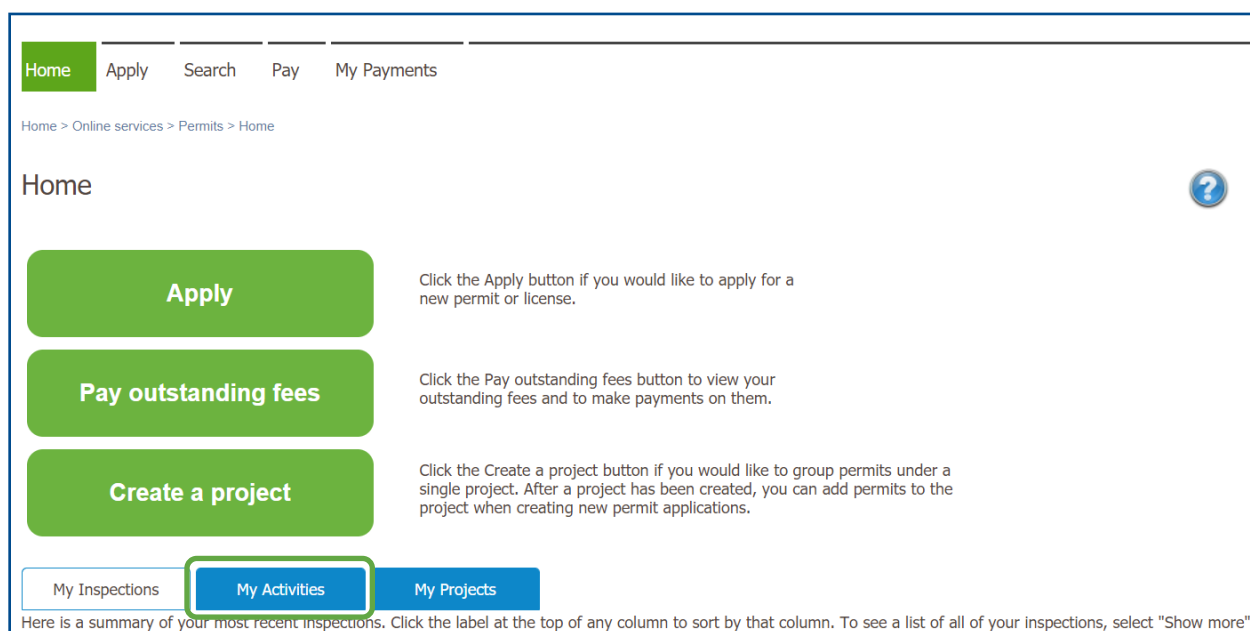 Home Apply Search Pay My Payments
Home > Online services > Permits > Home
Home
?
Apply
Click the Apply button if you would like to apply for a
new permit or license.
Pay outstanding fees
Click the Pay outstanding fees button to view your
outstanding fees and to make payments on them.
Create a project
Click the Create a project button if you would like to group permits under a
single project. After a project has been created, you can add permits to the
project when creating new permit applications.
My Inspections My Activities My Projects
Here is a summary of your most recent inspections. Click the label at the top of any column to sort by that column. To see a list of all of your inspections, select "Show more"